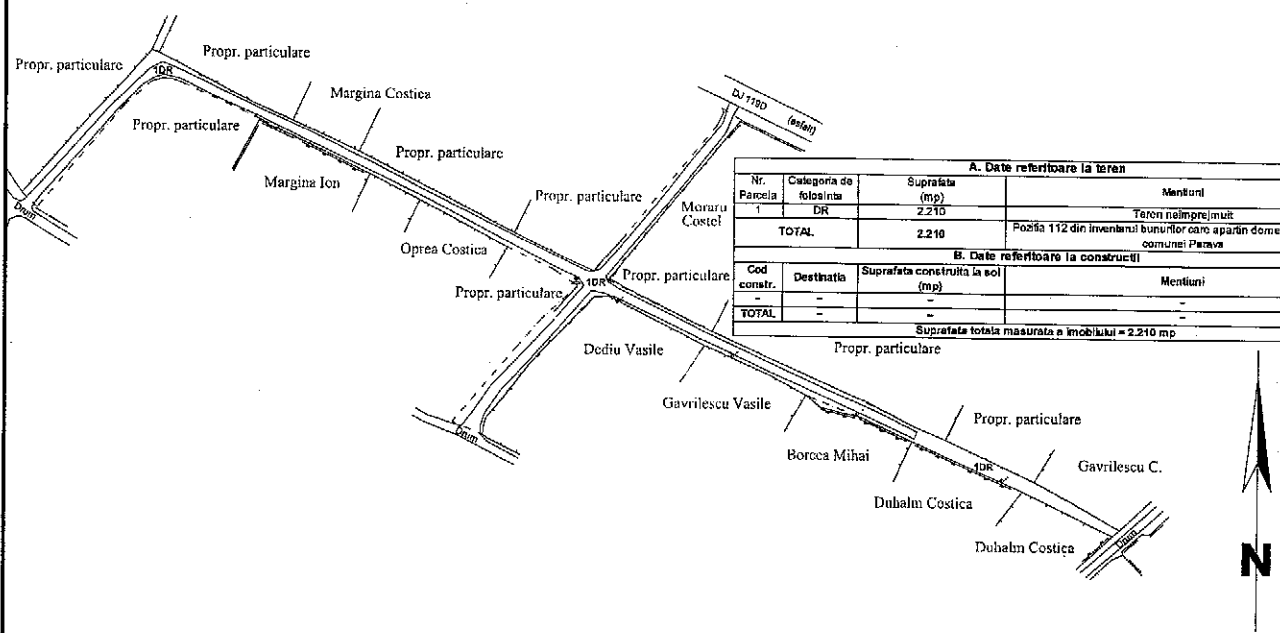 Propr. particulare
Propr. particulare
1DR
Margina Costica
Propr. particulare
Propr. particulare
Margina Ion
Drum
Propr. particulare
Oprea Costica
Propr. particulare
DJ 119D
(asfalt)
Moraru
Costel
1DR
Propr. particulare
Dediu Vasile
Propr. particulare
Gavrilescu Vasile
Drum
Borcea Mihai
Propr. particulare
1DR
Gavrilescu C.
Duhalm Costica
Duhalm Costica
Drum
A. Date referitoare la teren
Nr. Parcela Categoria de folosinta Suprafata (mp) Mentiuni
1 DR 2.210 Teren neimprejmuit
TOTAL 2.210 Pozitia 112 din inventarul bunurilor care apartin
comunei Parava
B. Date referitoare la constructii
Cod constr. Destinatia Suprafata construita la sol (mp) Mentiuni
- - - -
TOTAL - - -
Suprafata totala masurata a imobilului = 2.210 mp
N